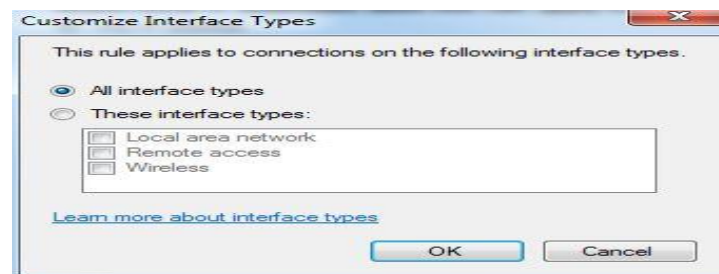 Customize Interface Types
This rule applies to connections on the following interface types.
All interface types
These interface types:
Local area network
Remote access
Wireless
Learn more about interface types
OK Cancel